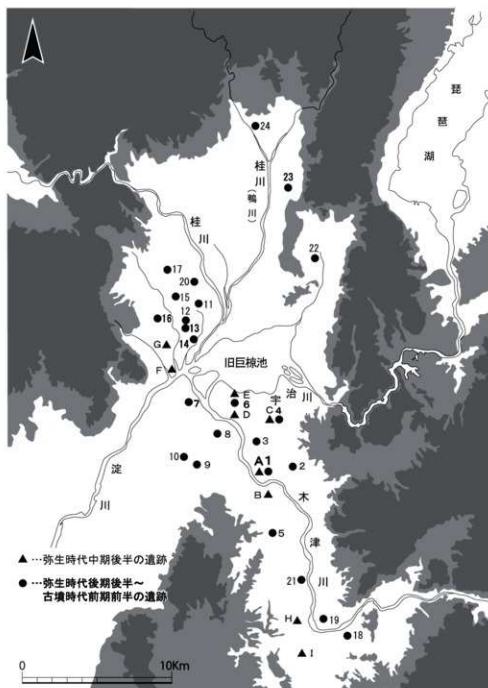 24
23
22
琵琶湖
桂川
(鴨川)
桂川
17
20
15
11
16
12
13
14
G
F
旧巨椋池
宇治川
E
6
D
C 4
7
8
3
A1
2
10
9
B
木津川
5
淀川
21
H
19
18
I
▲…弥生時代中期後半の遺跡
●…弥生時代後期後半～
古墳時代前期前半の遺跡
0 10Km